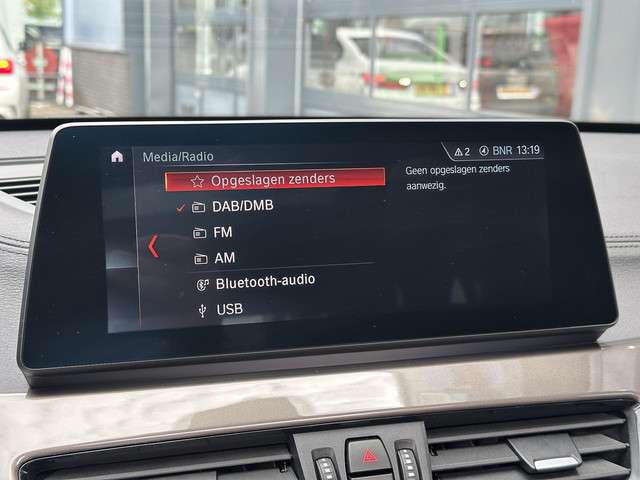 Media/Radio
2 BNR 13:19
Opgeslagen zenders
DAB/DMB
FM
AM
Bluetooth-audio
USB
Geen opgeslagen zenders
aanwezig.